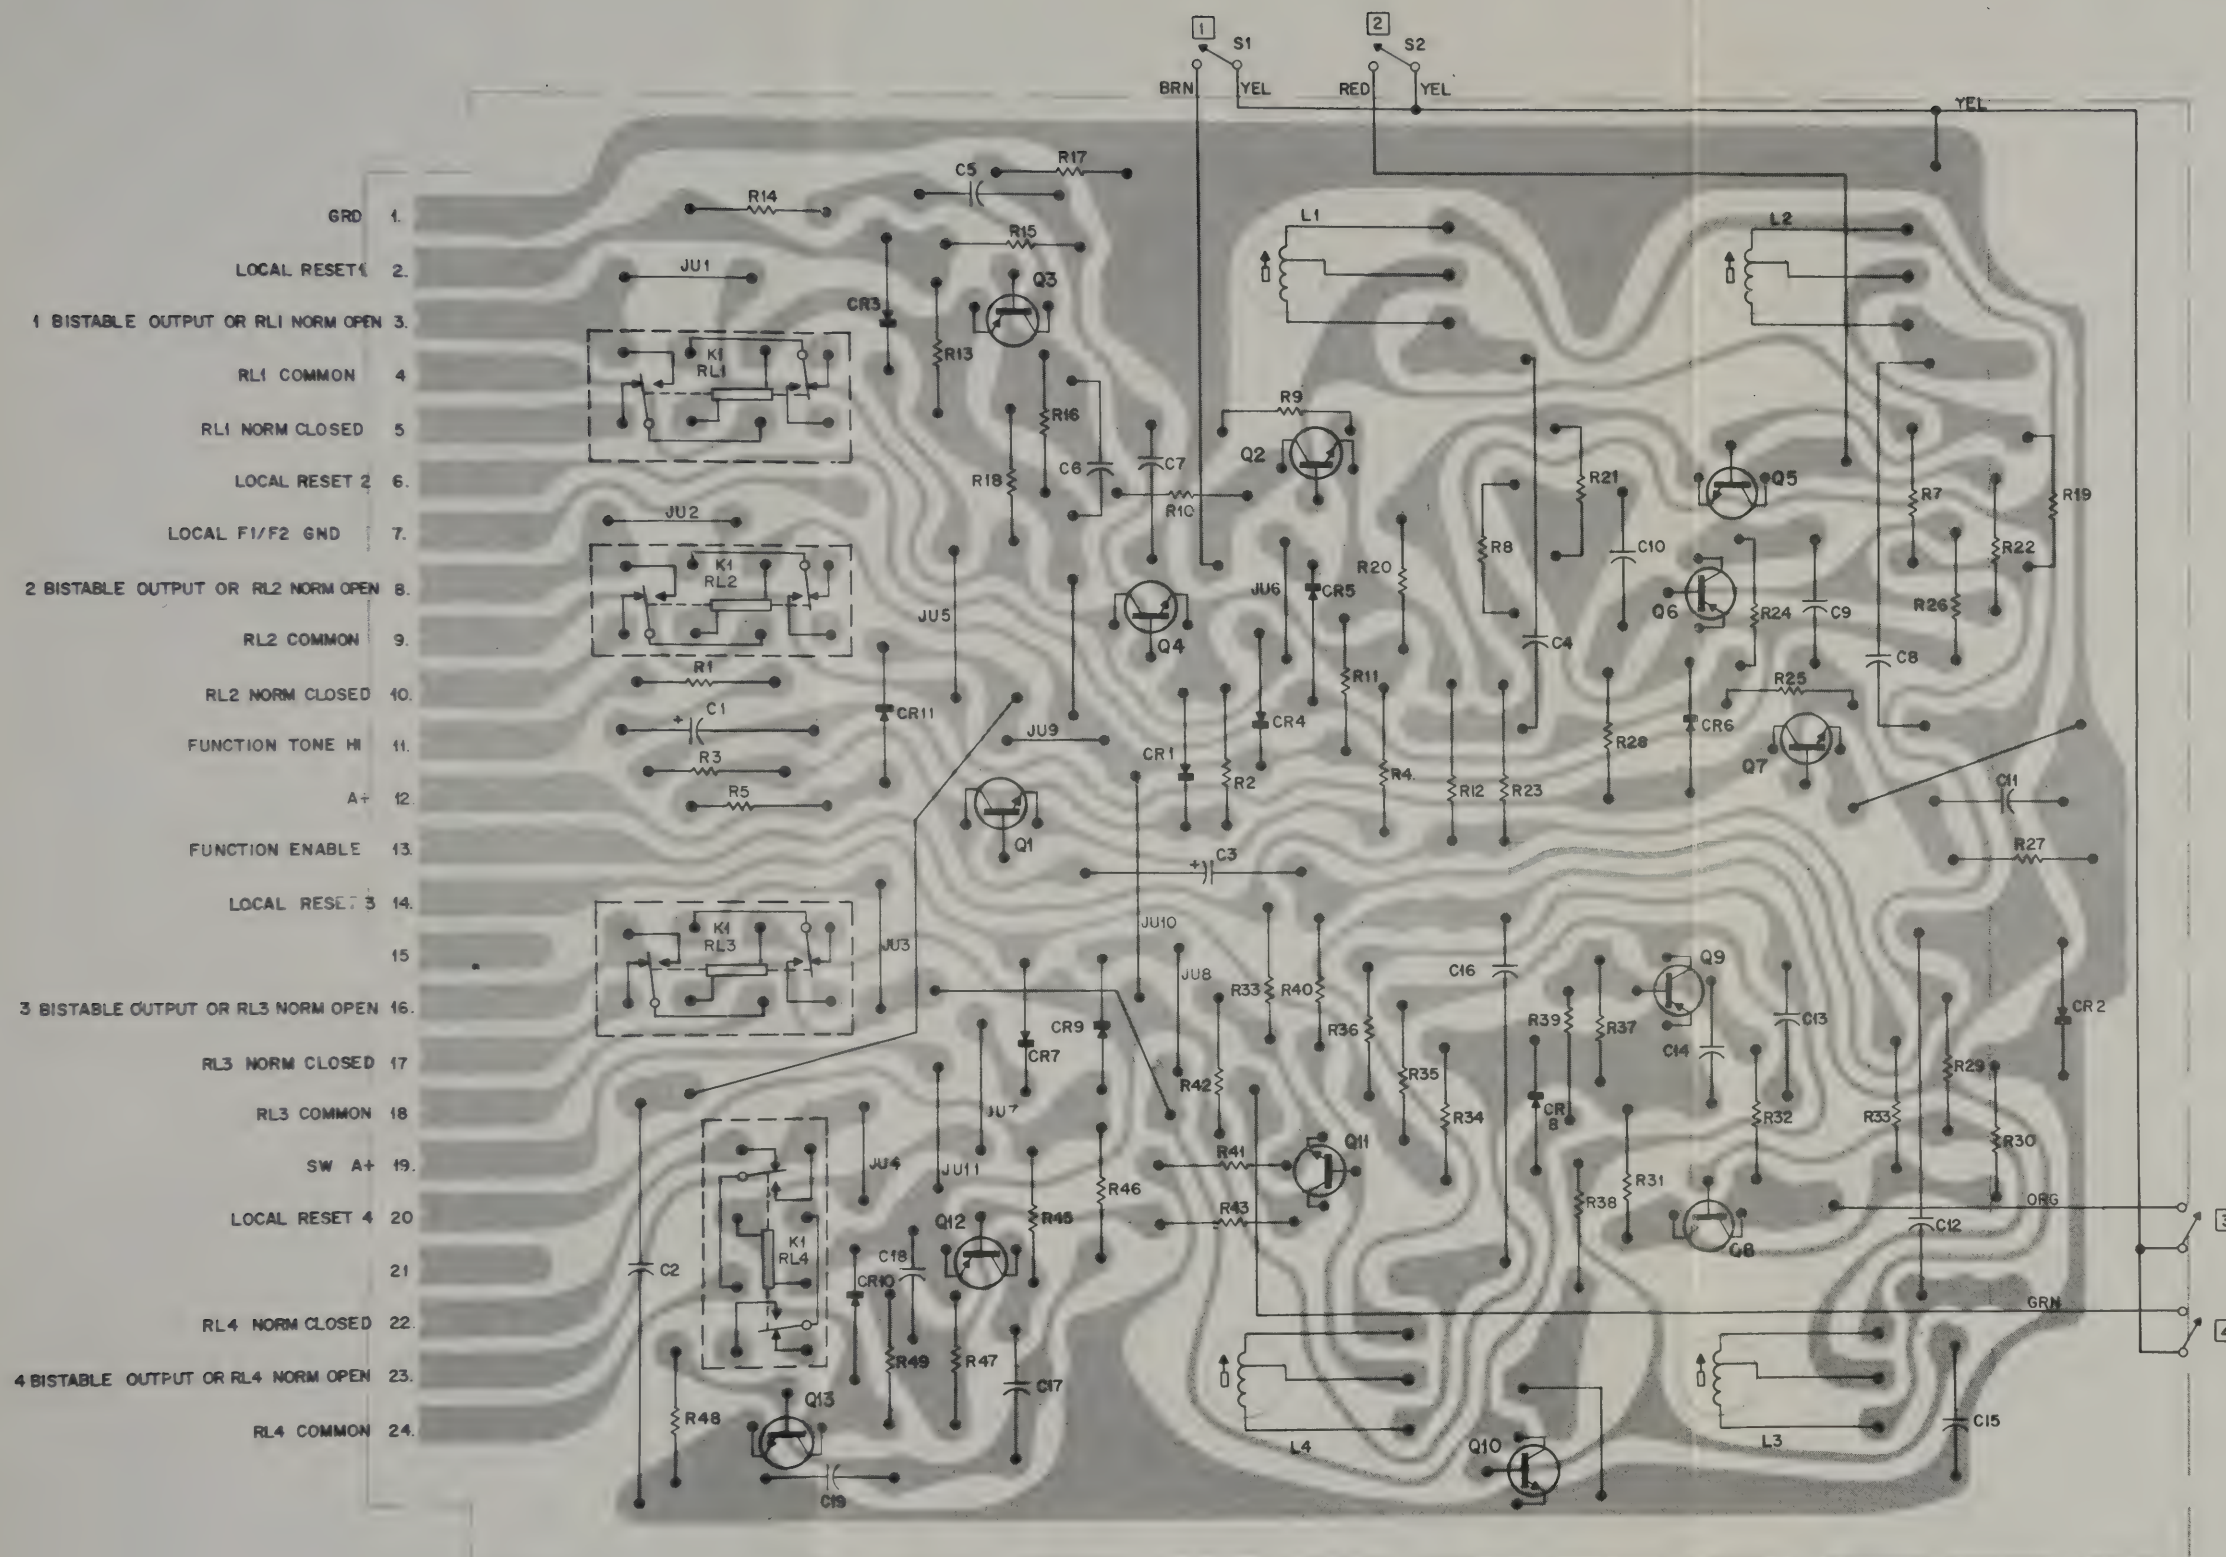 1
2
S1
S2
BRN
YEL
RED
YEL
YEL
GRD 1.
LOCAL RESET1 2.
1 BISTABLE OUTPUT OR RL1 NORM OPEN 3.
RL1 COMMON 4
RL1 NORM CLOSED 5
LOCAL RESET 2 6.
LOCAL F1/F2 GND 7.
2 BISTABLE OUTPUT OR RL2 NORM OPEN 8.
RL2 COMMON 9.
RL2 NORM CLOSED 10.
FUNCTION TONE HI 11.
A+ 12.
FUNCTION ENABLE 13.
LOCAL RESET 3 14.
15
3 BISTABLE OUTPUT OR RL3 NORM OPEN 16.
RL3 NORM CLOSED 17
RL3 COMMON 18
SW A+ 19.
LOCAL RESET 4 20
21
RL4 NORM CLOSED 22.
4 BISTABLE OUTPUT OR RL4 NORM OPEN 23.
RL4 COMMON 24.
R17
C5
R14
R15
L1
L2
JU1
Q3
CR3
R13
K1
RL1
R16
R9
Q2
C6
C7
R18
R10
R21
Q5
R7
R19
JU2
R8
C10
R22
K1
RL2
JU5
JU6
CR5
R20
Q6
R24
C9
R26
Q4
C4
C8
R1
R11
R25
C1
+
CR11
CR4
JU9
CR1
R28
CR6
Q7
R3
R2
R4
R12
R23
C11
R5
Q1
C3
+
R27
K1
RL3
JU3
JU10
JU8
R33
R40
C16
Q9
CR2
CR9
CR7
R36
R39
R37
C14
C13
R42
R35
R29
JU7
R34
CR
8
R32
R33
R30
JU4
JU11
R41
Q11
R46
R31
R38
ORG
R43
Q12
R45
Q8
C12
3
K1
RL4
C2
C18
CR10
GRN
4
R49
R47
C17
Q13
R48
L4
Q10
L3
C15
C19